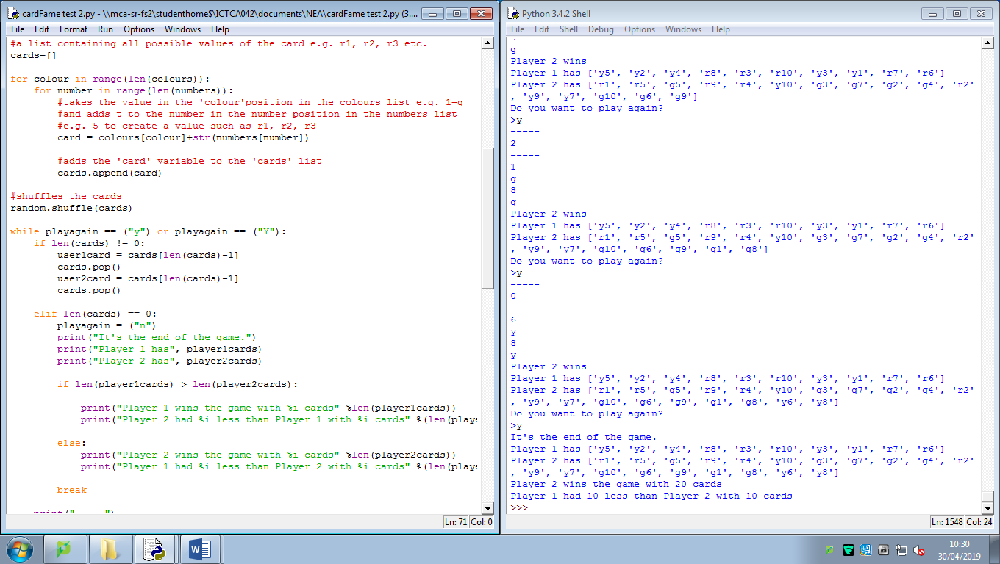 cardFame test 2.py - \\mca-sr-fs2\studenthome$\ICTCA042\documents\NEA\cardFame test 2.py (3....
File Edit Format Run Options Windows Help
#a list containing all possible values of the card e.g. r1, r2, r3 etc.
cards=[]
for colour in range(len(colours)):
    for number in range(len(numbers)):
        #takes the value in the 'colour'position in the colours list e.g. 1=g
        #and adds t to the number in the number position in the numbers list
        #e.g. 5 to create a value such as r1, r2, r3
        card = colours[colour]+str(numbers[number])
        #adds the 'card' variable to the 'cards' list
        cards.append(card)
#shuffles the cards
random.shuffle(cards)
while playagain == ("y") or playagain == ("Y"):
    if len(cards) != 0:
        user1card = cards[len(cards)-1]
        cards.pop()
        user2card = cards[len(cards)-1]
        cards.pop()
    elif len(cards) == 0:
        playagain = ("n")
        print("It's the end of the game.")
        print("Player 1 has", player1cards)
        print("Player 2 has", player2cards)
        if len(player1cards) > len(player2cards):
            print("Player 1 wins the game with %i cards" %len(player1cards))
            print("Player 2 had %i less than Player 1 with %i cards" %(len(playe
        else:
            print("Player 2 wins the game with %i cards" %len(player2cards))
            print("Player 1 had %i less than Player 2 with %i cards" %(len(playe
        break
Ln: 71 Col: 0
Python 3.4.2 Shell
File Edit Shell Debug Options Windows Help
g
Player 2 wins
Player 1 has ['y5', 'y2', 'y4', 'r8', 'r3', 'r10', 'y3', 'y1', 'r7', 'r6']
Player 2 has ['r1', 'r5', 'g5', 'r9', 'r4', 'y10', 'g3', 'g7', 'g2', 'g4', 'r2'
, 'y9', 'y7', 'g10', 'g6', 'g9']
Do you want to play again?
>y
-----
2
-----
1
g
8
g
Player 2 wins
Player 1 has ['y5', 'y2', 'y4', 'r8', 'r3', 'r10', 'y3', 'y1', 'r7', 'r6']
Player 2 has ['r1', 'r5', 'g5', 'r9', 'r4', 'y10', 'g3', 'g7', 'g2', 'g4', 'r2'
, 'y9', 'y7', 'g10', 'g6', 'g9', 'g1', 'g8']
Do you want to play again?
>y
-----
0
-----
6
y
8
y
Player 2 wins
Player 1 has ['y5', 'y2', 'y4', 'r8', 'r3', 'r10', 'y3', 'y1', 'r7', 'r6']
Player 2 has ['r1', 'r5', 'g5', 'r9', 'r4', 'y10', 'g3', 'g7', 'g2', 'g4', 'r2'
, 'y9', 'y7', 'g10', 'g6', 'g9', 'g1', 'g8', 'y6', 'y8']
Do you want to play again?
>y
It's the end of the game.
Player 1 has ['y5', 'y2', 'y4', 'r8', 'r3', 'r10', 'y3', 'y1', 'r7', 'r6']
Player 2 has ['r1', 'r5', 'g5', 'r9', 'r4', 'y10', 'g3', 'g7', 'g2', 'g4', 'r2'
, 'y9', 'y7', 'g10', 'g6', 'g9', 'g1', 'g8', 'y6', 'y8']
Player 2 wins the game with 20 cards
Player 1 had 10 less than Player 2 with 10 cards
>>>
Ln: 1548 Col: 24
10:30
30/04/2019